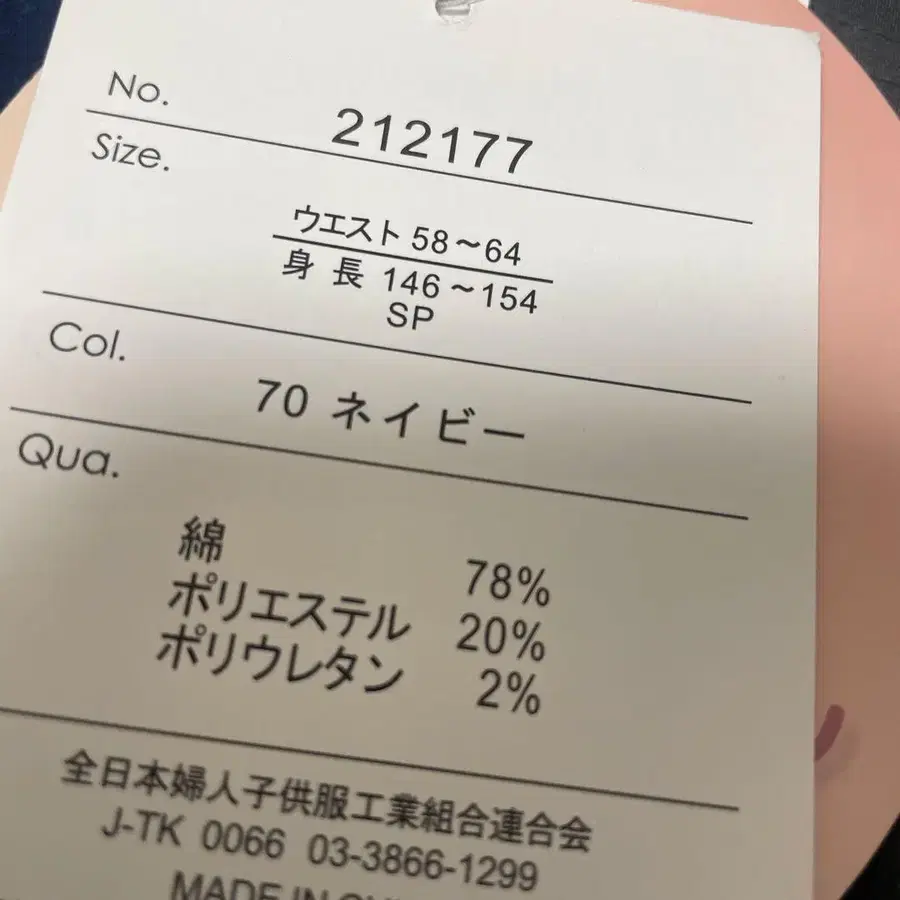 No.
212177
Size.
ウエスト 58～64
身 長 146～154
SP
Col.
70 ネイビー
Qua.
綿 78%
ポリエステル 20%
ポリウレタン 2%
全日本婦人子供服工業組合連合会
J-TK 0066 03-3866-1299
MADE IN